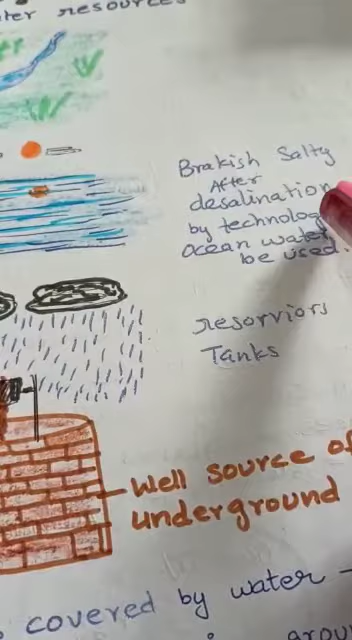 ter resources
Brakish Salty
After
desalination
by technolog
Ocean water
be used.
resorviors
Tanks
Well source of
underground
covered by water -